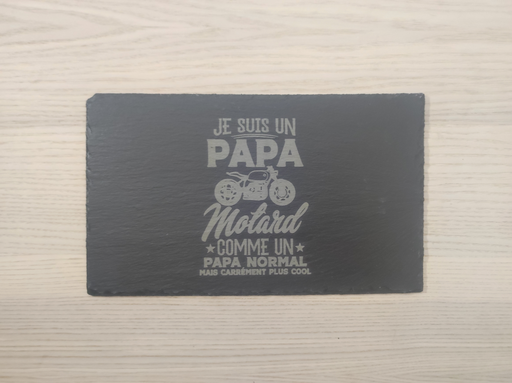 JE SUIS UN
PAPA
Motard
COMME UN
PAPA NORMAL
MAIS CARRÉMENT PLUS COOL